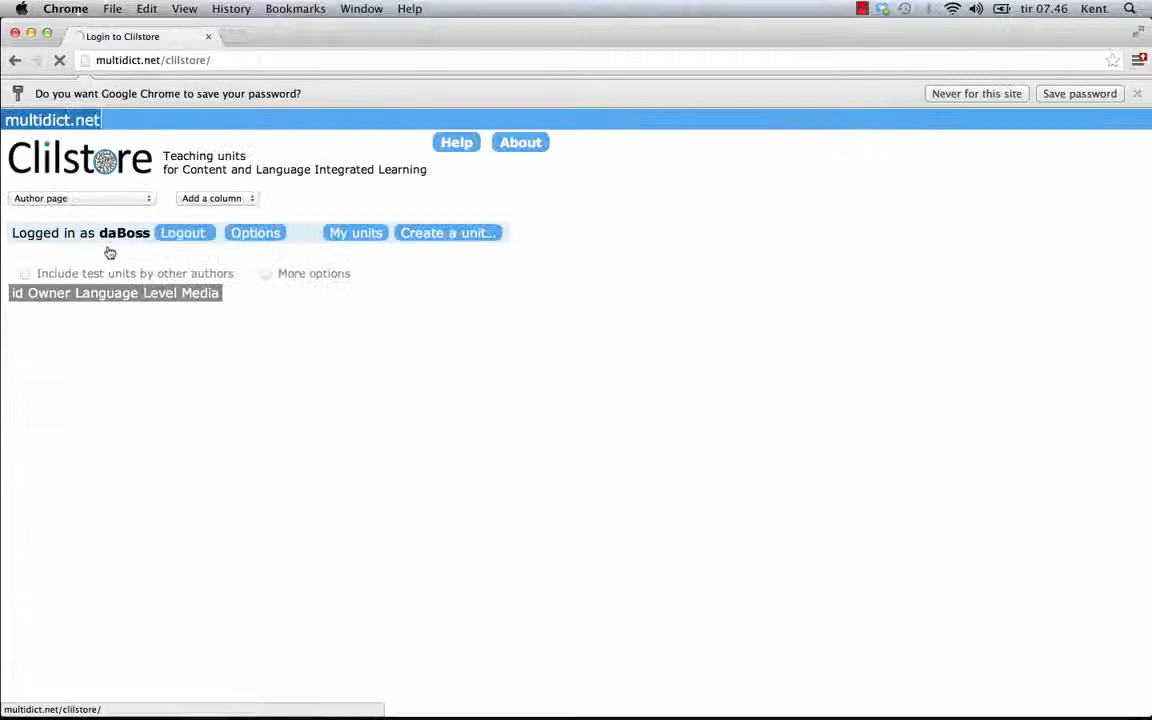 Chrome File Edit View History Bookmarks Window Help tir 07.46 Kent
Login to Clilstore
multidict.net/clilstore/
Do you want Google Chrome to save your password? Never for this site Save password
multidict.net
Clilstore Teaching units for Content and Language Integrated Learning Help About
Author page Add a column
Logged in as daBoss Logout Options My units Create a unit...
Include test units by other authors More options
id Owner Language Level Media
multidict.net/clilstore/